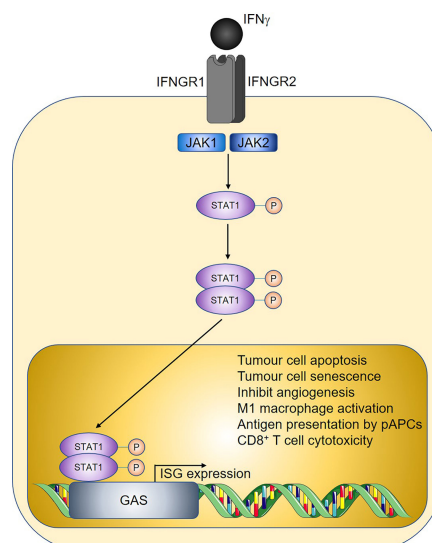 IFNγ
IFNGR1 IFNGR2
JAK1 JAK2
STAT1 P
STAT1 P
STAT1 P
Tumour cell apoptosis
Tumour cell senescence
Inhibit angiogenesis
M1 macrophage activation
Antigen presentation by pAPCs
CD8⁺ T cell cytotoxicity
STAT1 P
STAT1 P
ISG expression
GAS